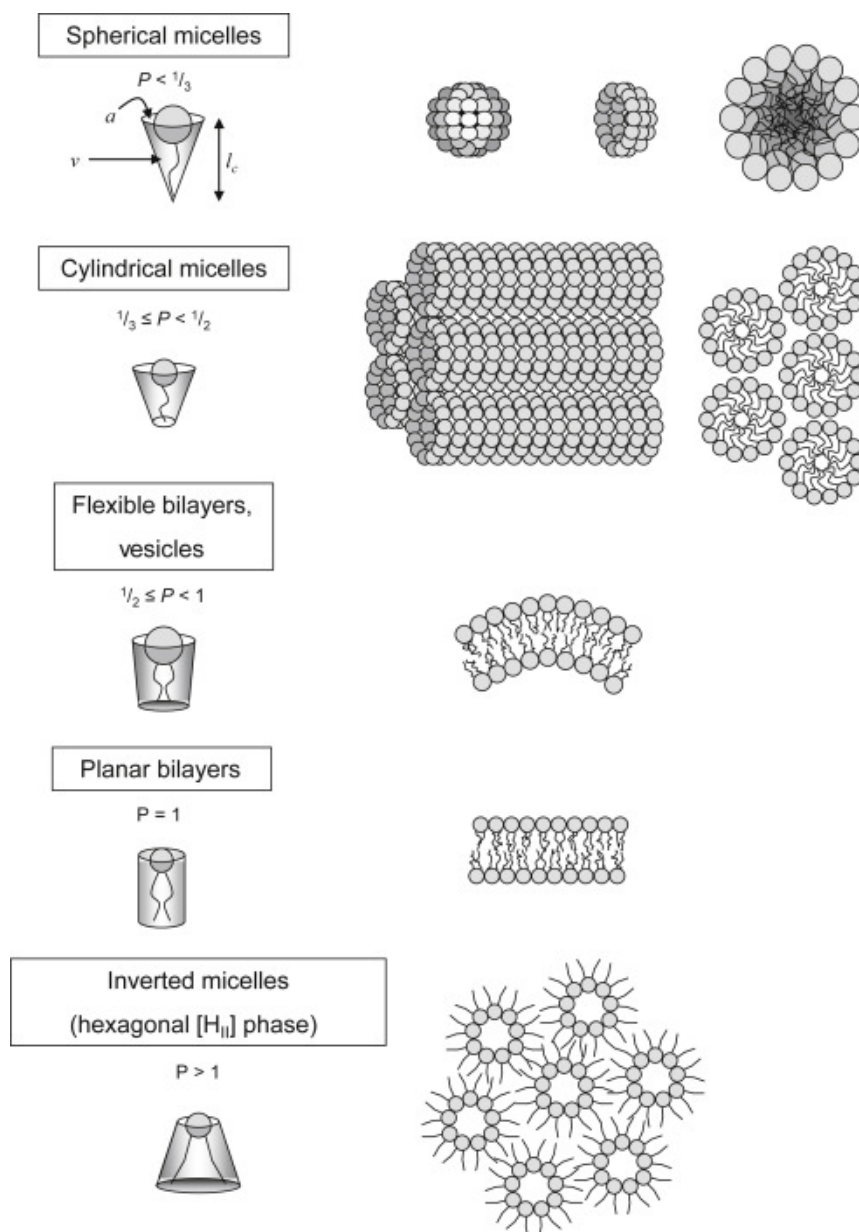 Spherical micelles
P < 1/3
a
v
lc
Cylindrical micelles
1/3 ≤ P < 1/2
Flexible bilayers,
vesicles
1/2 ≤ P < 1
Planar bilayers
P = 1
Inverted micelles
(hexagonal [HII] phase)
P > 1